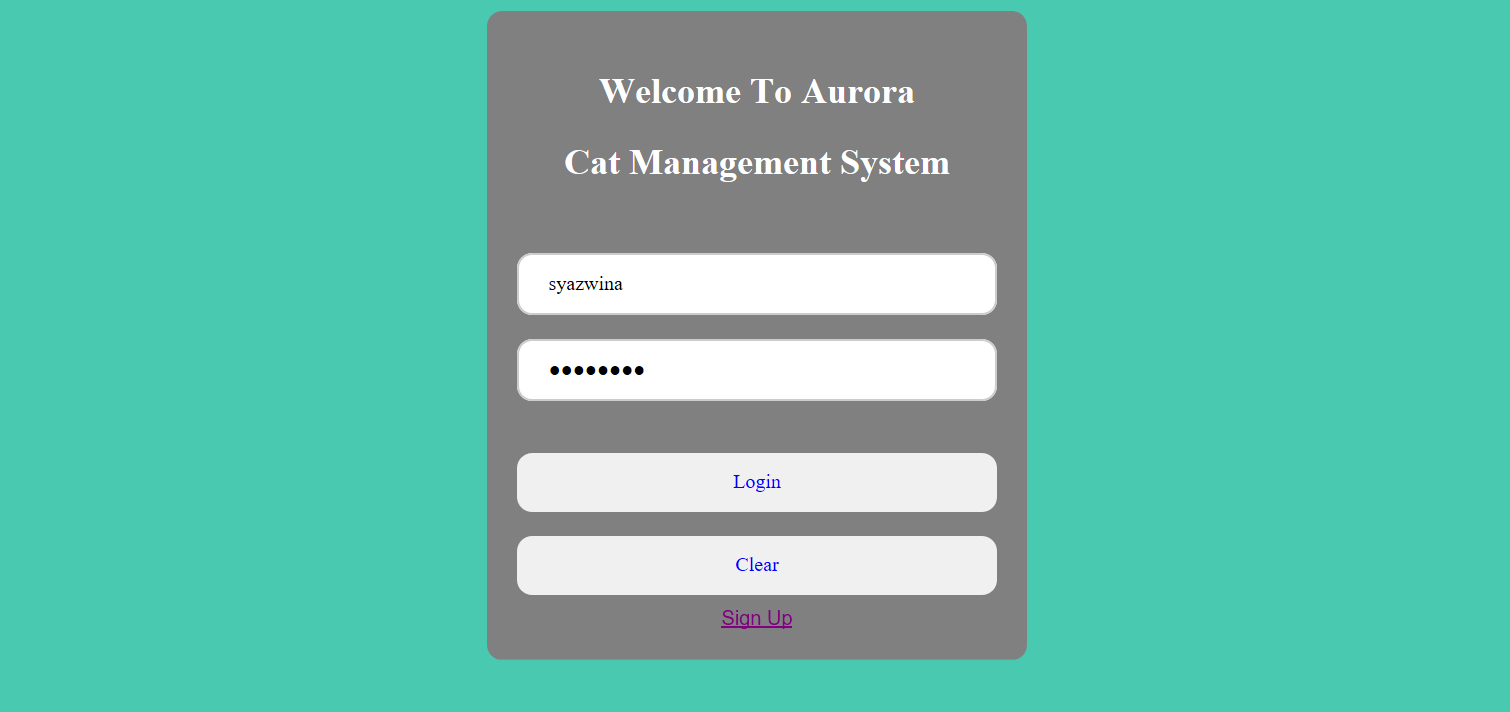 Welcome To Aurora
Cat Management System
syazwina
••••••••
Login
Clear
Sign Up